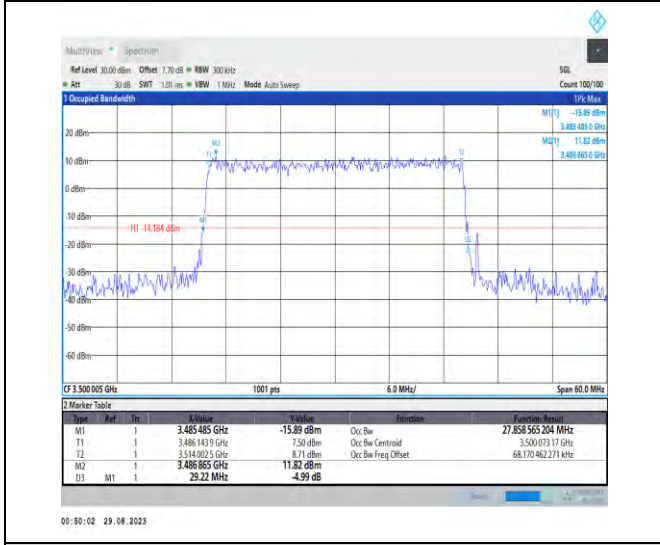 MultiView Spectrum
Ref Level 30.00 dBm Offset 7.70 dB RBW 300 kHz SGL
Att 30 dB SWT 1.01 ms VBW 1 MHz Mode Auto Sweep Count 100/100
1 Occupied Bandwidth 1Pk Max
M1[1] -15.89 dBm
3.485 485 0 GHz
M2[1] 11.82 dBm
3.486 865 0 GHz
20 dBm
M2
T1 T2
10 dBm
0 dBm
-10 dBm
M1
H1 -14.184 dBm
D3
-20 dBm
-30 dBm
-40 dBm
-50 dBm
-60 dBm
CF 3.500 005 GHz 1001 pts 6.0 MHz/ Span 60.0 MHz
2 Marker Table
Type Ref Trc X-Value Y-Value Function Function Result
M1 1 3.485 485 GHz -15.89 dBm Occ Bw 27.858 565 204 MHz
T1 1 3.486 143 9 GHz 7.50 dBm Occ Bw Centroid 3.500 073 17 GHz
T2 1 3.514 002 5 GHz 8.71 dBm Occ Bw Freq Offset 68.170 462 271 kHz
M2 1 3.486 865 GHz 11.82 dBm
D3 M1 1 29.22 MHz -4.99 dB
00:50:02 29.08.2023